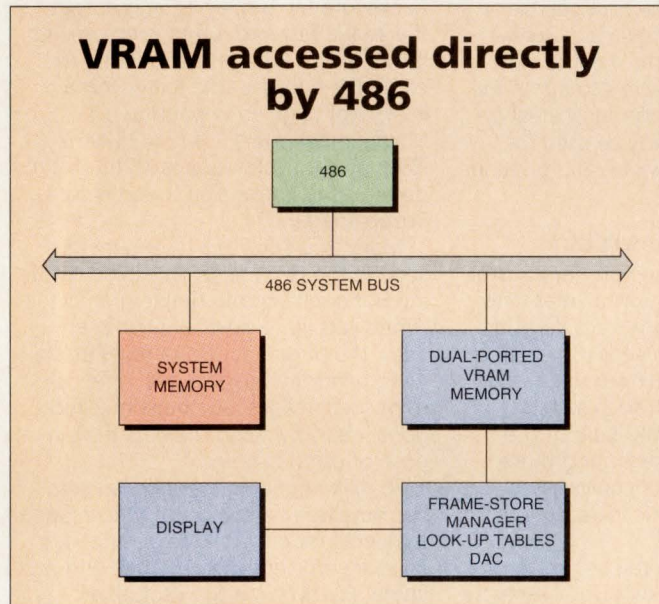 VRAM accessed directly
by 486
486
486 SYSTEM BUS
SYSTEM
MEMORY
DUAL-PORTED
VRAM
MEMORY
DISPLAY
FRAME-STORE
MANAGER
LOOK-UP TABLES
DAC